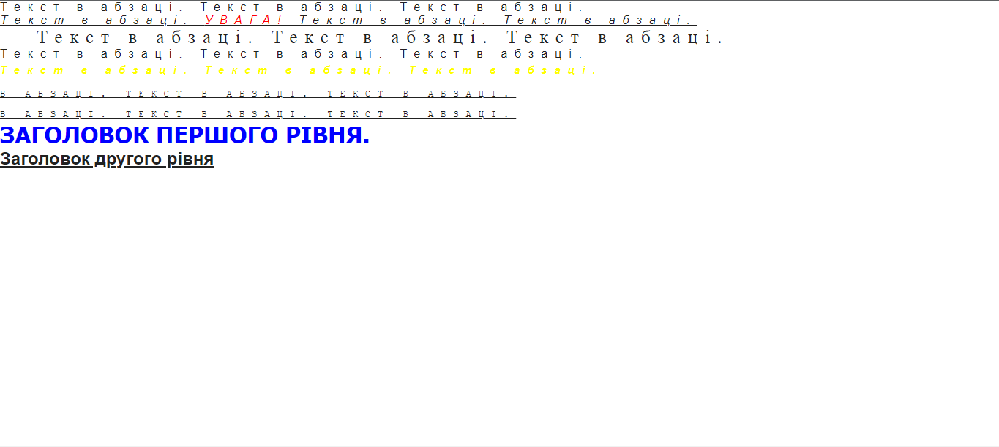 Текст в абзаці. Текст в абзаці. Текст в абзаці.
Текст в абзаці. УВАГА! Текст в абзаці. Текст в абзаці.
Текст в абзаці. Текст в абзаці. Текст в абзаці.
Текст в абзаці. Текст в абзаці. Текст в абзаці.
Текст в абзаці. Текст в абзаці. Текст в абзаці.
В АБЗАЦІ. ТЕКСТ В АБЗАЦІ. ТЕКСТ В АБЗАЦІ.
В АБЗАЦІ. ТЕКСТ В АБЗАЦІ. ТЕКСТ В АБЗАЦІ.
ЗАГОЛОВОК ПЕРШОГО РІВНЯ.
Заголовок другого рівня